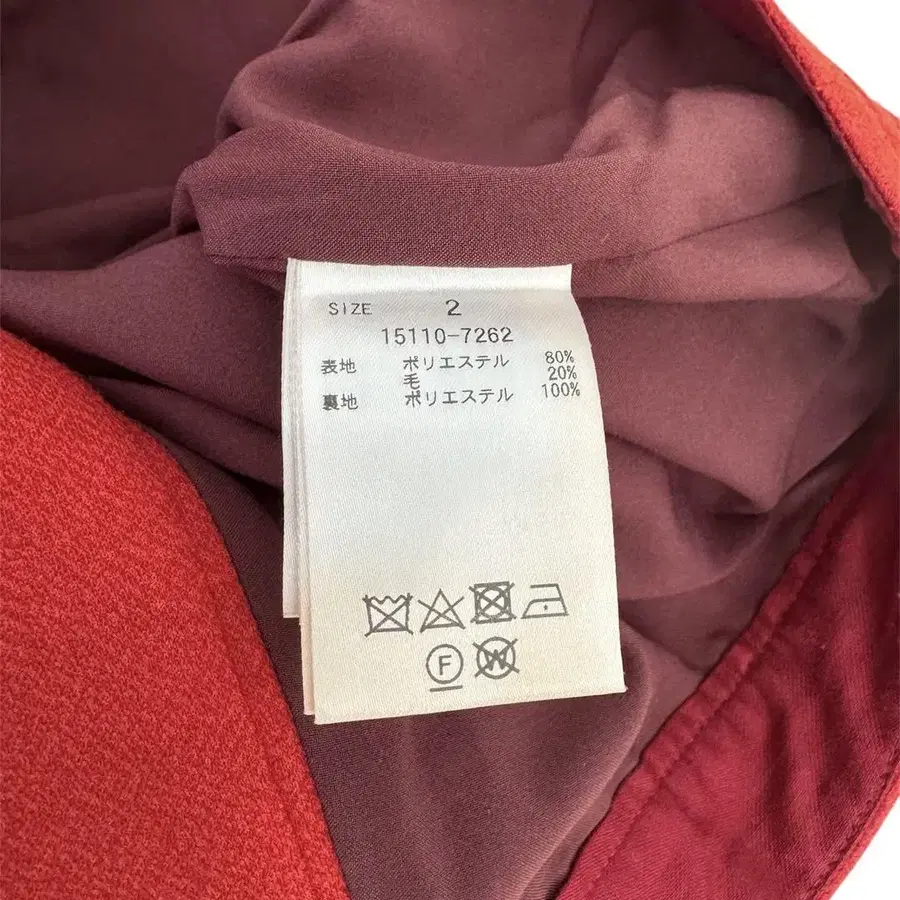 SIZE 2
15110-7262
表地 ポリエステル 80%
毛 20%
裏地 ポリエステル 100%
F W